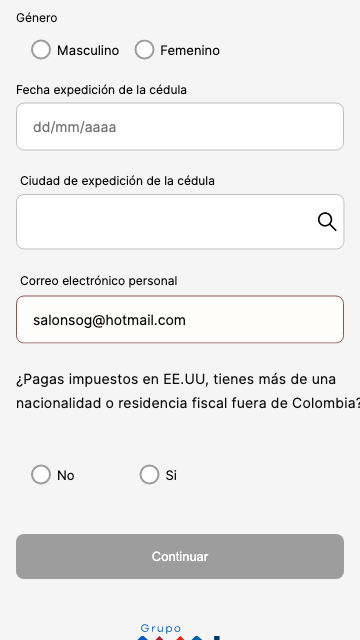 Género
Masculino
Femenino
Fecha expedición de la cédula
dd/mm/aaaa
Ciudad de expedición de la cédula
Correo electrónico personal
salonsog@hotmail.com
¿Pagas impuestos en EE.UU, tienes más de una
nacionalidad o residencia fiscal fuera de Colombia?
No
Si
Continuar
Grupo